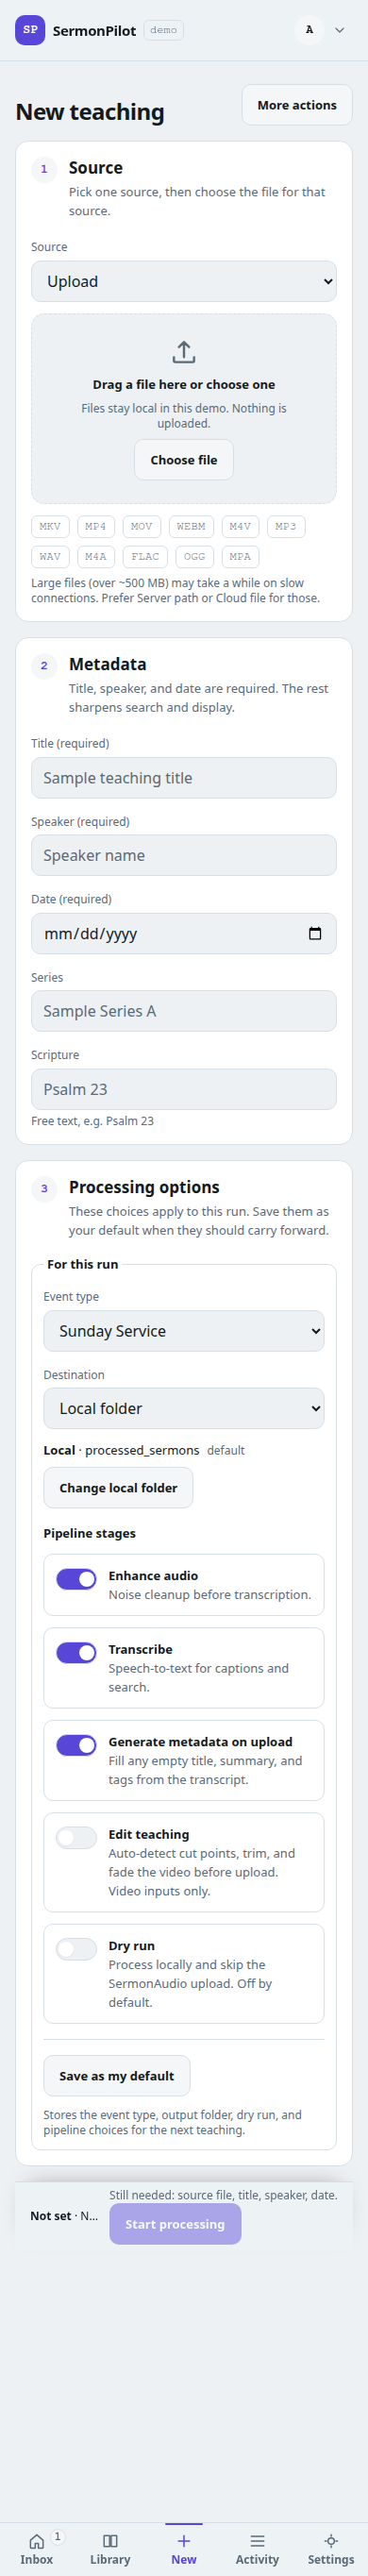 SP SermonPilot demo A
New teaching
More actions
1 Source
Pick one source, then choose the file for that
source.
Source
Upload
Drag a file here or choose one
Files stay local in this demo. Nothing is
uploaded.
Choose file
MKV MP4 MOV WEBM M4V MP3
WAV M4A FLAC OGG MPA
Large files (over ~500 MB) may take a while on slow
connections. Prefer Server path or Cloud file for those.
2 Metadata
Title, speaker, and date are required. The rest
sharpens search and display.
Title (required)
Sample teaching title
Speaker (required)
Speaker name
Date (required)
mm/dd/yyyy
Series
Sample Series A
Scripture
Psalm 23
Free text, e.g. Psalm 23
3 Processing options
These choices apply to this run. Save them as
your default when they should carry forward.
For this run
Event type
Sunday Service
Destination
Local folder
Local · processed_sermons default
Change local folder
Pipeline stages
Enhance audio
Noise cleanup before transcription.
Transcribe
Speech-to-text for captions and
search.
Generate metadata on upload
Fill any empty title, summary, and
tags from the transcript.
Edit teaching
Auto-detect cut points, trim, and
fade the video before upload.
Video inputs only.
Dry run
Process locally and skip the
SermonAudio upload. Off by
default.
Save as my default
Stores the event type, output folder, dry run, and
pipeline choices for the next teaching.
Still needed: source file, title, speaker, date.
Not set · N...
Start processing
1
Inbox Library New Activity Settings